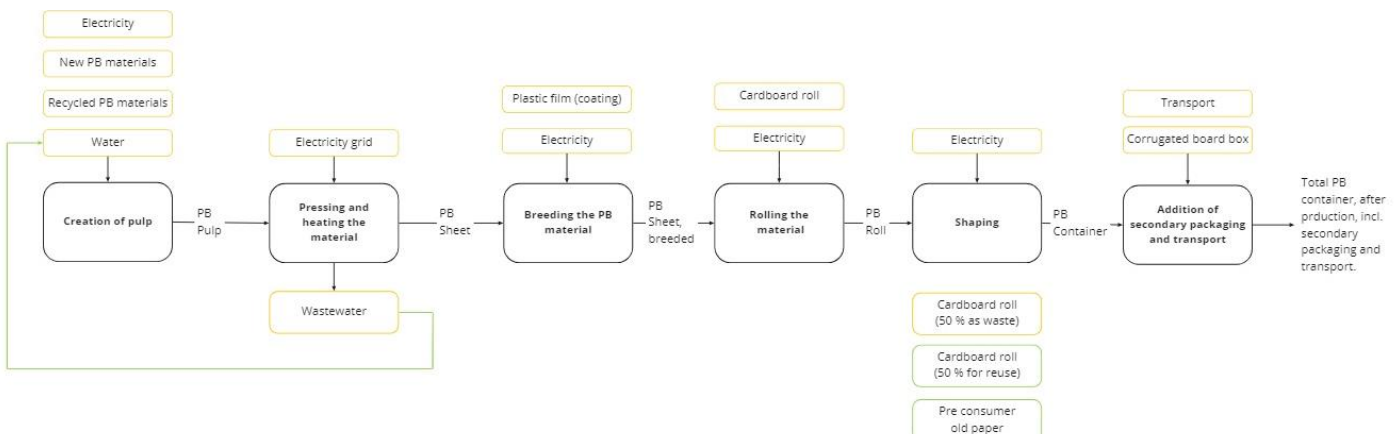 Electricity
New PB materials
Recycled PB materials
Water
Creation of pulp
PB
Pulp
Electricity grid
Pressing and
heating the
material
Wastewater
PB
Sheet
Plastic film (coating)
Electricity
Breeding the PB
material
PB
Sheet,
breeded
Cardboard roll
Electricity
Rolling the
material
PB
Roll
Electricity
Shaping
Cardboard roll
(50 % as waste)
Cardboard roll
(50 % for reuse)
Pre consumer
old paper
PB
Container
Transport
Corrugated board box
Addition of
secondary packaging
and transport
Total PB
container, after
prduction, incl.
secondary
packaging and
transport.